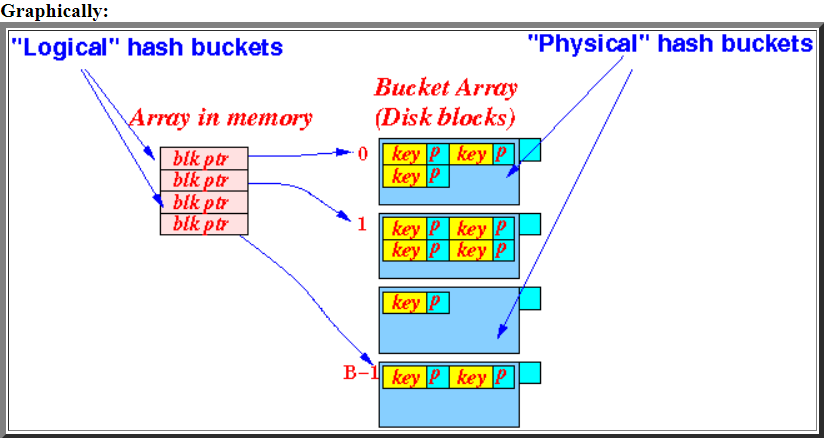 Graphically:
"Logical" hash buckets
"Physical" hash buckets
Array in memory
Bucket Array
(Disk blocks)
blk ptr
blk ptr
blk ptr
blk ptr
0
key p key p
key p
1
key p key p
key p key p
key p
B-1
key p key p